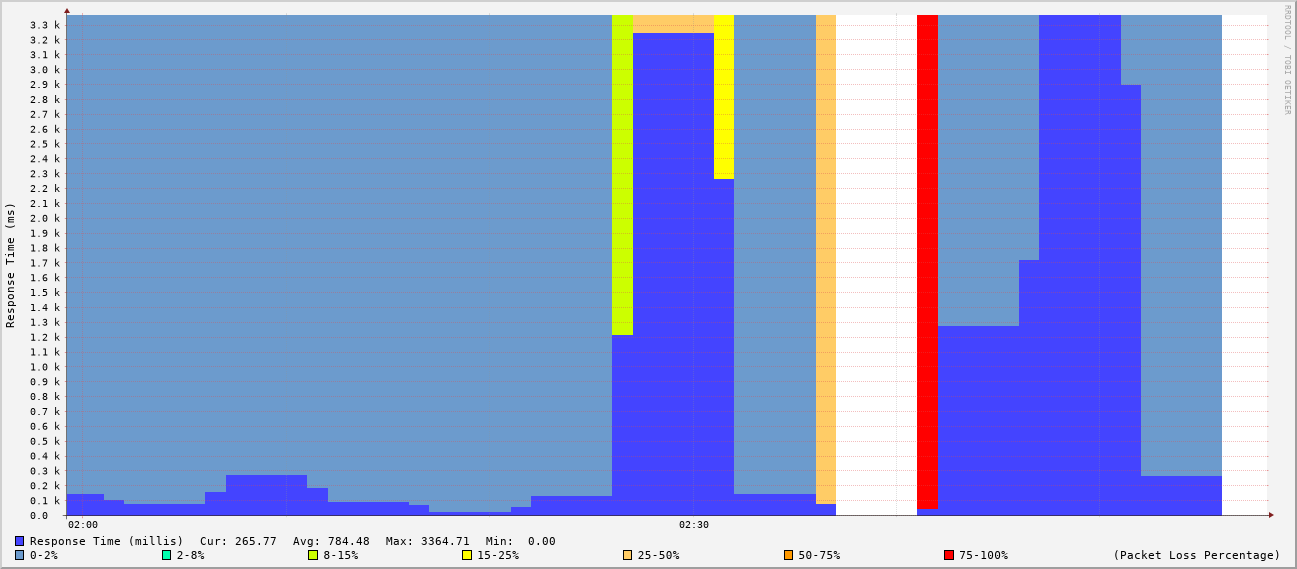 RRDTOOL / TOBI OETIKER
Response Time (ms)
3.3 k
3.2 k
3.1 k
3.0 k
2.9 k
2.8 k
2.7 k
2.6 k
2.5 k
2.4 k
2.3 k
2.2 k
2.1 k
2.0 k
1.9 k
1.8 k
1.7 k
1.6 k
1.5 k
1.4 k
1.3 k
1.2 k
1.1 k
1.0 k
0.9 k
0.8 k
0.7 k
0.6 k
0.5 k
0.4 k
0.3 k
0.2 k
0.1 k
0.0
02:00 02:30
Response Time (millis) Cur: 265.77 Avg: 784.48 Max: 3364.71 Min: 0.00
0-2% 2-8% 8-15% 15-25% 25-50% 50-75% 75-100% (Packet Loss Percentage)